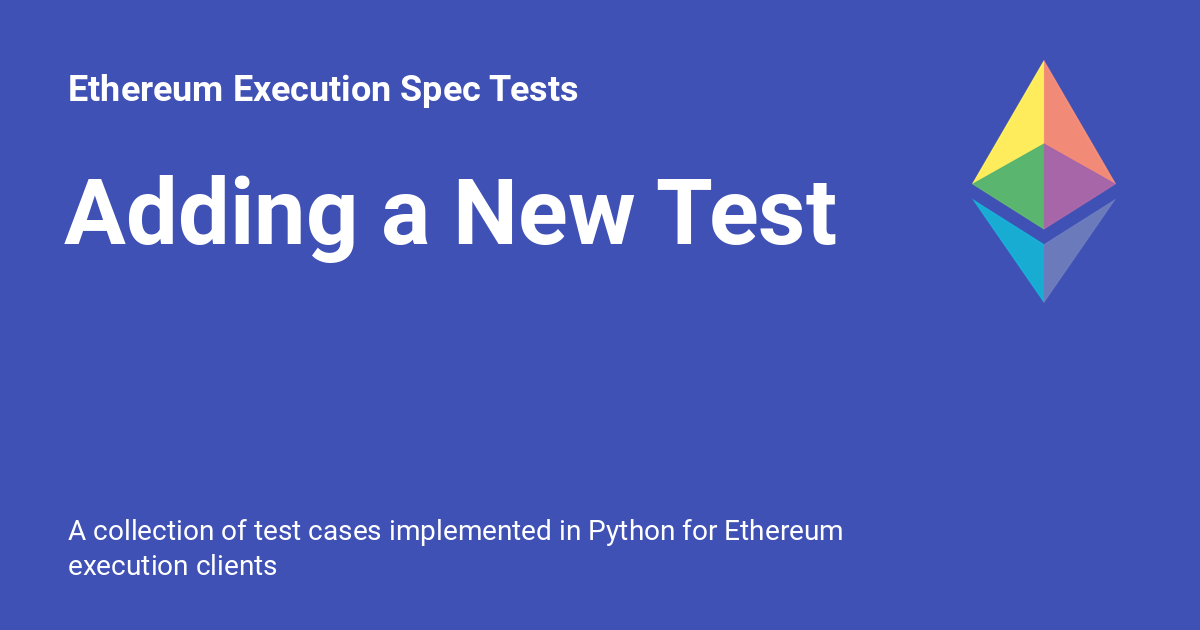 Ethereum Execution Spec Tests
Adding a New Test
A collection of test cases implemented in Python for Ethereum
execution clients